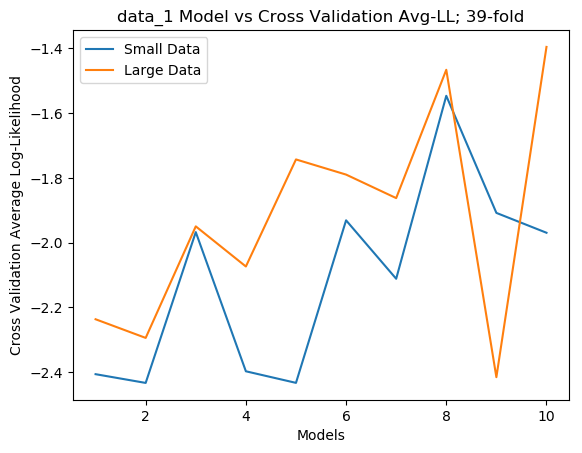 data_1 Model vs Cross Validation Avg-LL; 39-fold
Small Data
Large Data
Cross Validation Average Log-Likelihood
−1.4
−1.6
−1.8
−2.0
−2.2
−2.4
2
4
6
8
10
Models